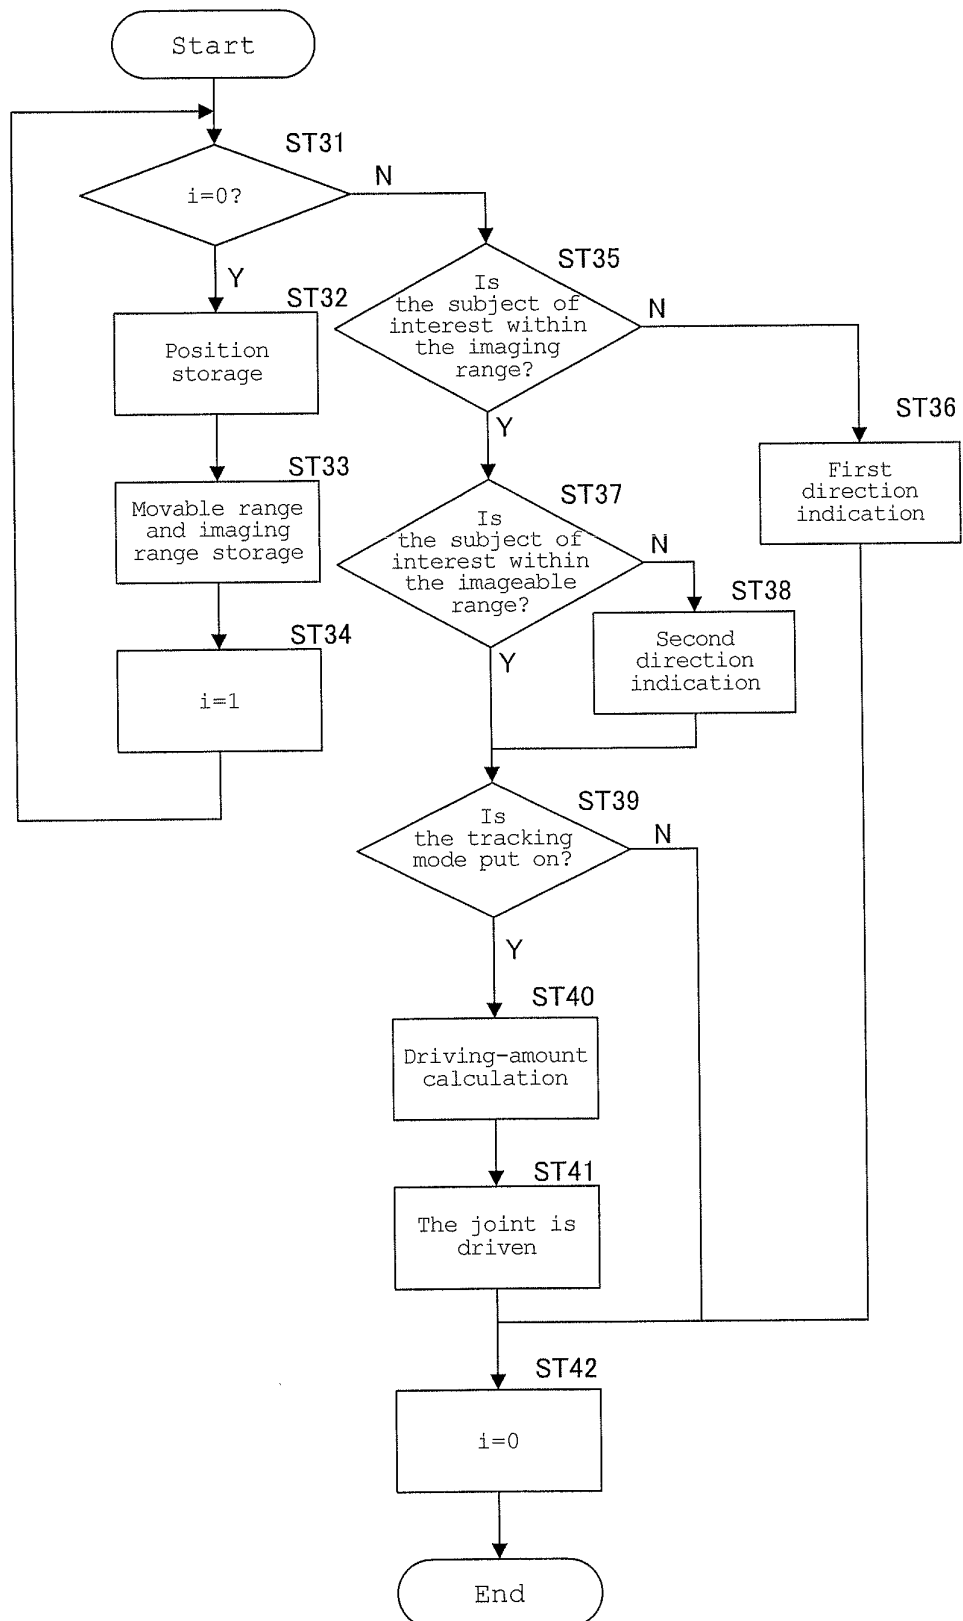 Start
ST31
i=0?
N
Y
ST32
Position
storage
ST33
Movable range
and imaging
range storage
ST34
i=1
ST35
Is
the subject of
interest within
the imaging
range?
N
Y
ST36
First
direction
indication
ST37
Is
the subject of
interest within
the imageable
range?
N
Y
ST38
Second
direction
indication
ST39
Is
the tracking
mode put on?
N
Y
ST40
Driving-amount
calculation
ST41
The joint is
driven
ST42
i=0
End